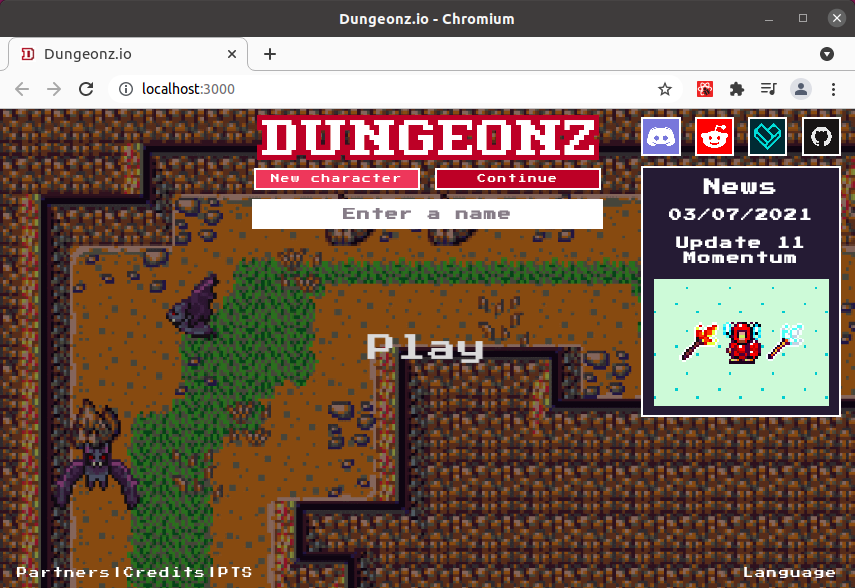 Dungeonz.io - Chromium
Dungeonz.io
localhost:3000
DUNGEONZ
New character
Continue
Enter a name
Play
News
03/07/2021
Update 11
Momentum
Partners|Credits|PTS
Language